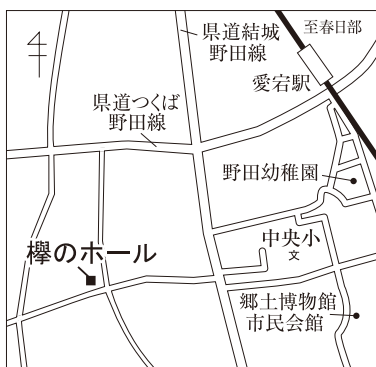 県道結城
野田線
至春日部
愛宕駅
県道つくば
野田線
野田幼稚園
中央小
文
欅のホール
郷土博物館
市民会館